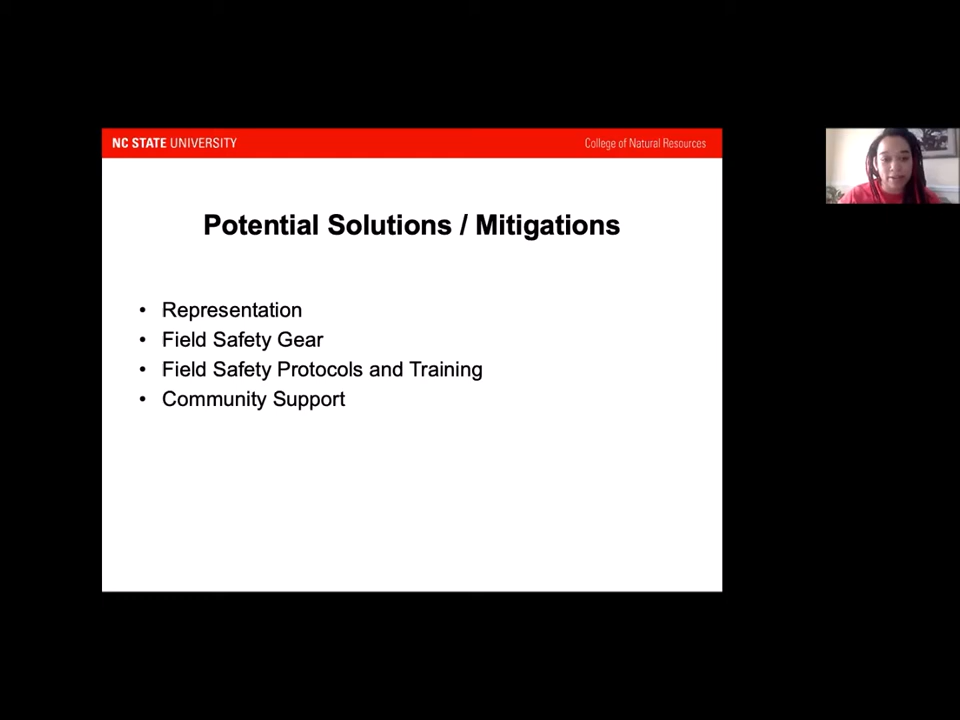 NC STATE UNIVERSITY
College of Natural Resources
Potential Solutions / Mitigations
• Representation
• Field Safety Gear
• Field Safety Protocols and Training
• Community Support